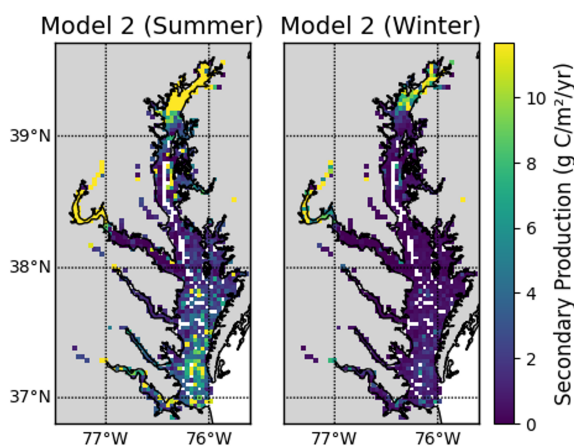 Model 2 (Summer)
Model 2 (Winter)
39°N
38°N
37°N
77°W
76°W
77°W
76°W
10
8
6
4
2
0
Secondary Production (g C/m²/yr)